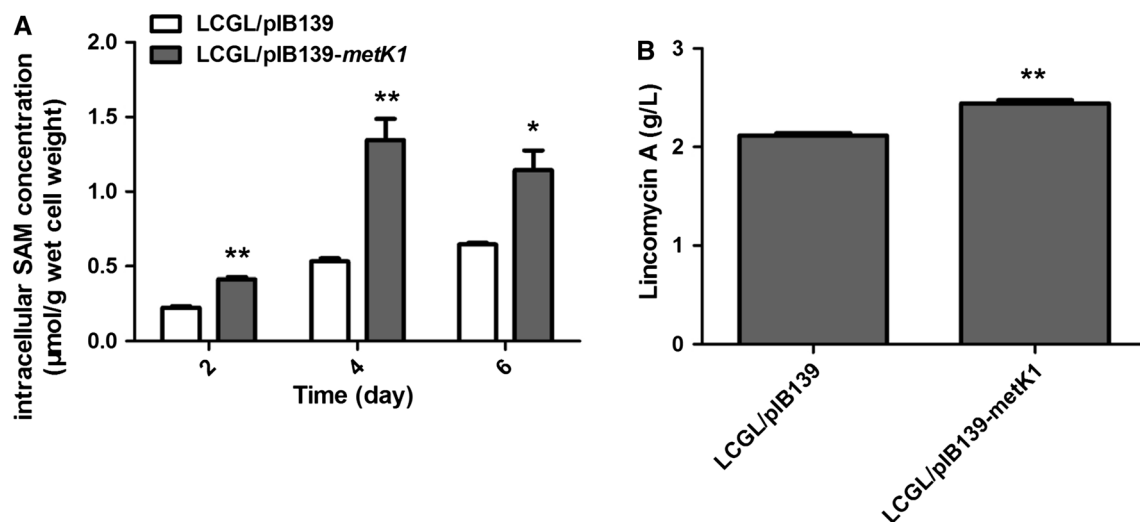 A
LCGL/pIB139
LCGL/pIB139-metK1
intracellular SAM concentration
(µmol/g wet cell weight)
2.0
1.5
1.0
0.5
0.0
**
**
*
2
4
6
Time (day)
B
Lincomycin A (g/L)
3
2
1
0
**
LCGL/pIB139
LCGL/pIB139-metK1